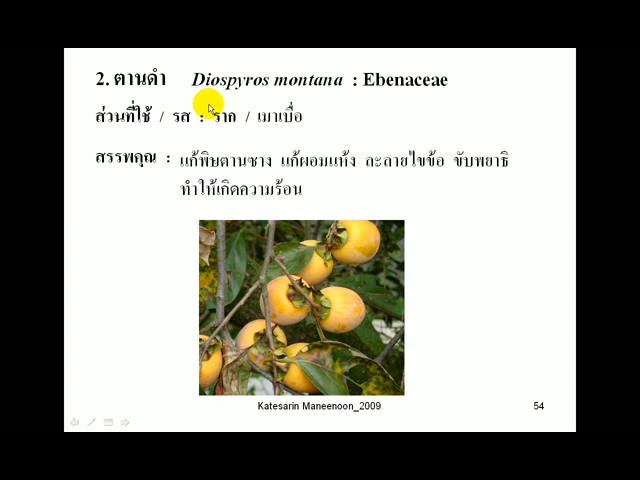 2. ตานดำ Diospyros montana : Ebenaceae
ส่วนที่ใช้ / รส : ราก / เมาเบื่อ
สรรพคุณ : แก้พิษตานซาง แก้ผอมแห้ง ละลายไขข้อ ขับพยาธิ
ทำให้เกิดความร้อน
Katesarin Maneenoon_2009 54